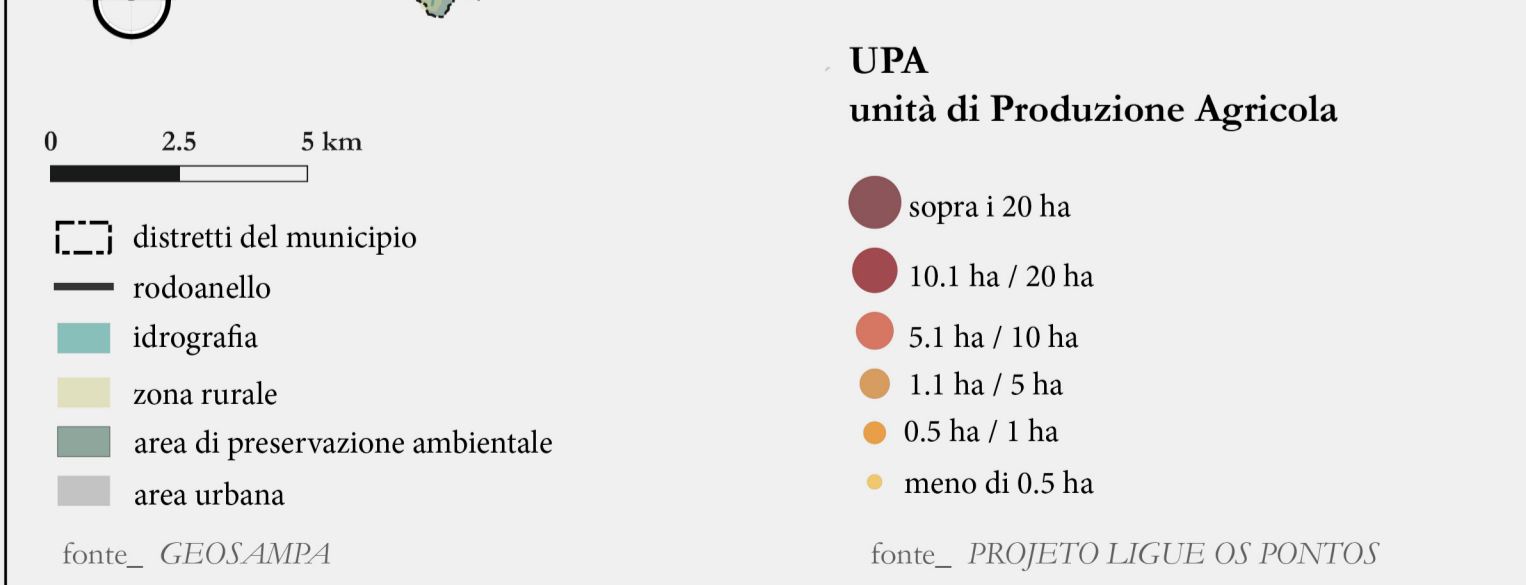 0 2.5 5 km
distretti del municipio
rodoanello
idrografia
zona rurale
area di preservazione ambientale
area urbana
fonte_ GEOSAMPA
UPA
unità di Produzione Agricola
sopra i 20 ha
10.1 ha / 20 ha
5.1 ha / 10 ha
1.1 ha / 5 ha
0.5 ha / 1 ha
meno di 0.5 ha
fonte_ PROJETO LIGUE OS PONTOS